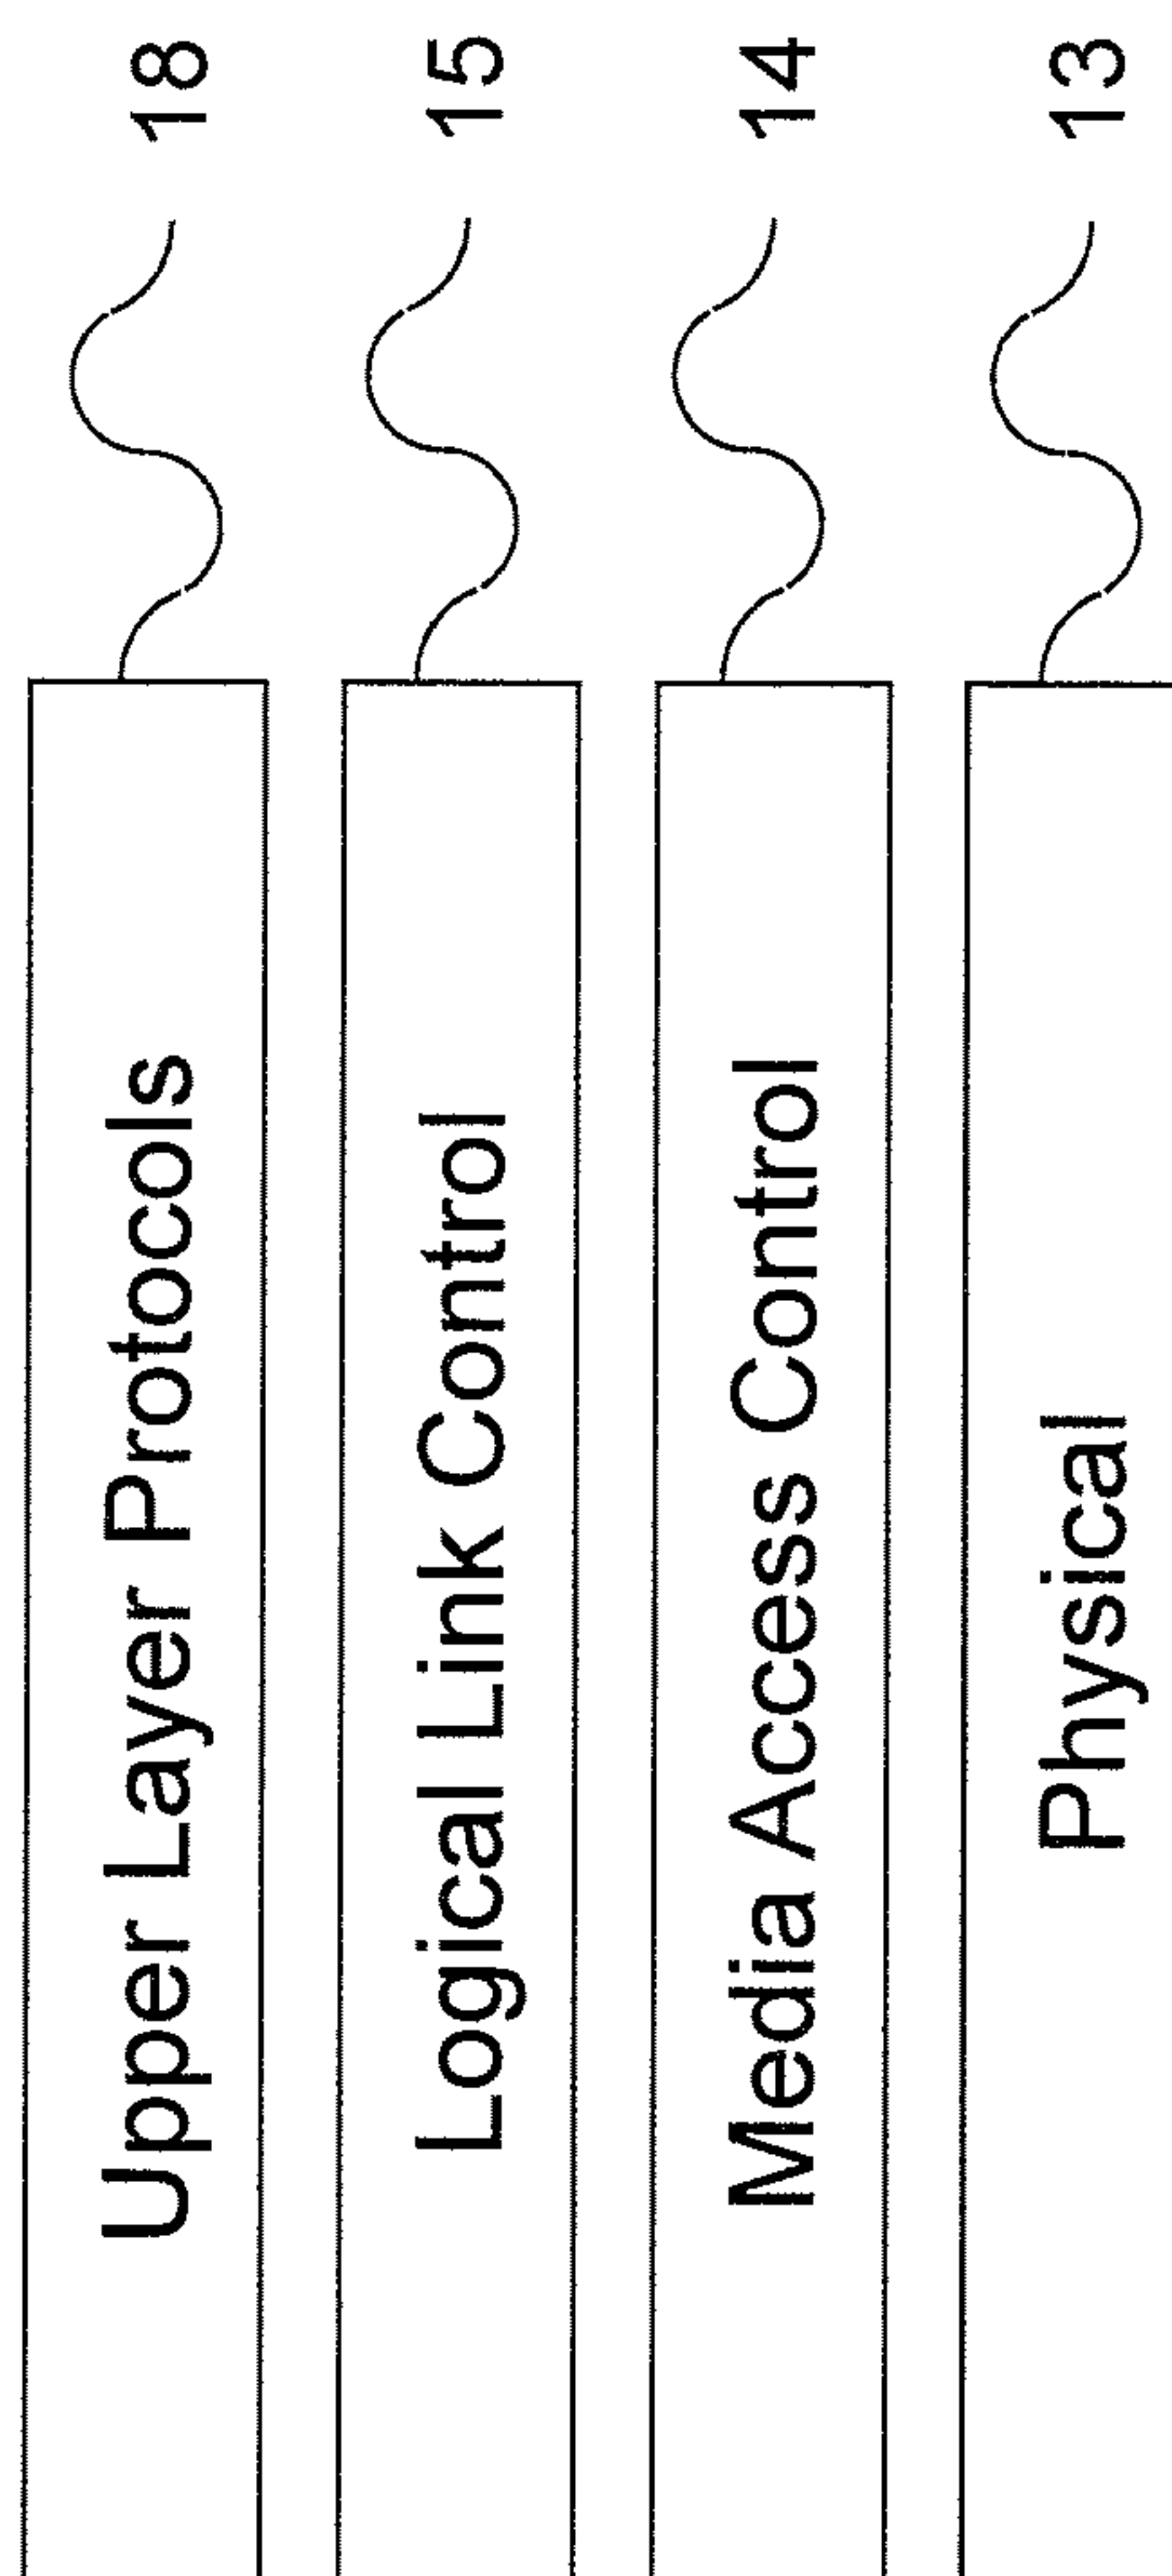 Upper Layer Protocols 18
Logical Link Control 15
Media Access Control 14
Physical 13